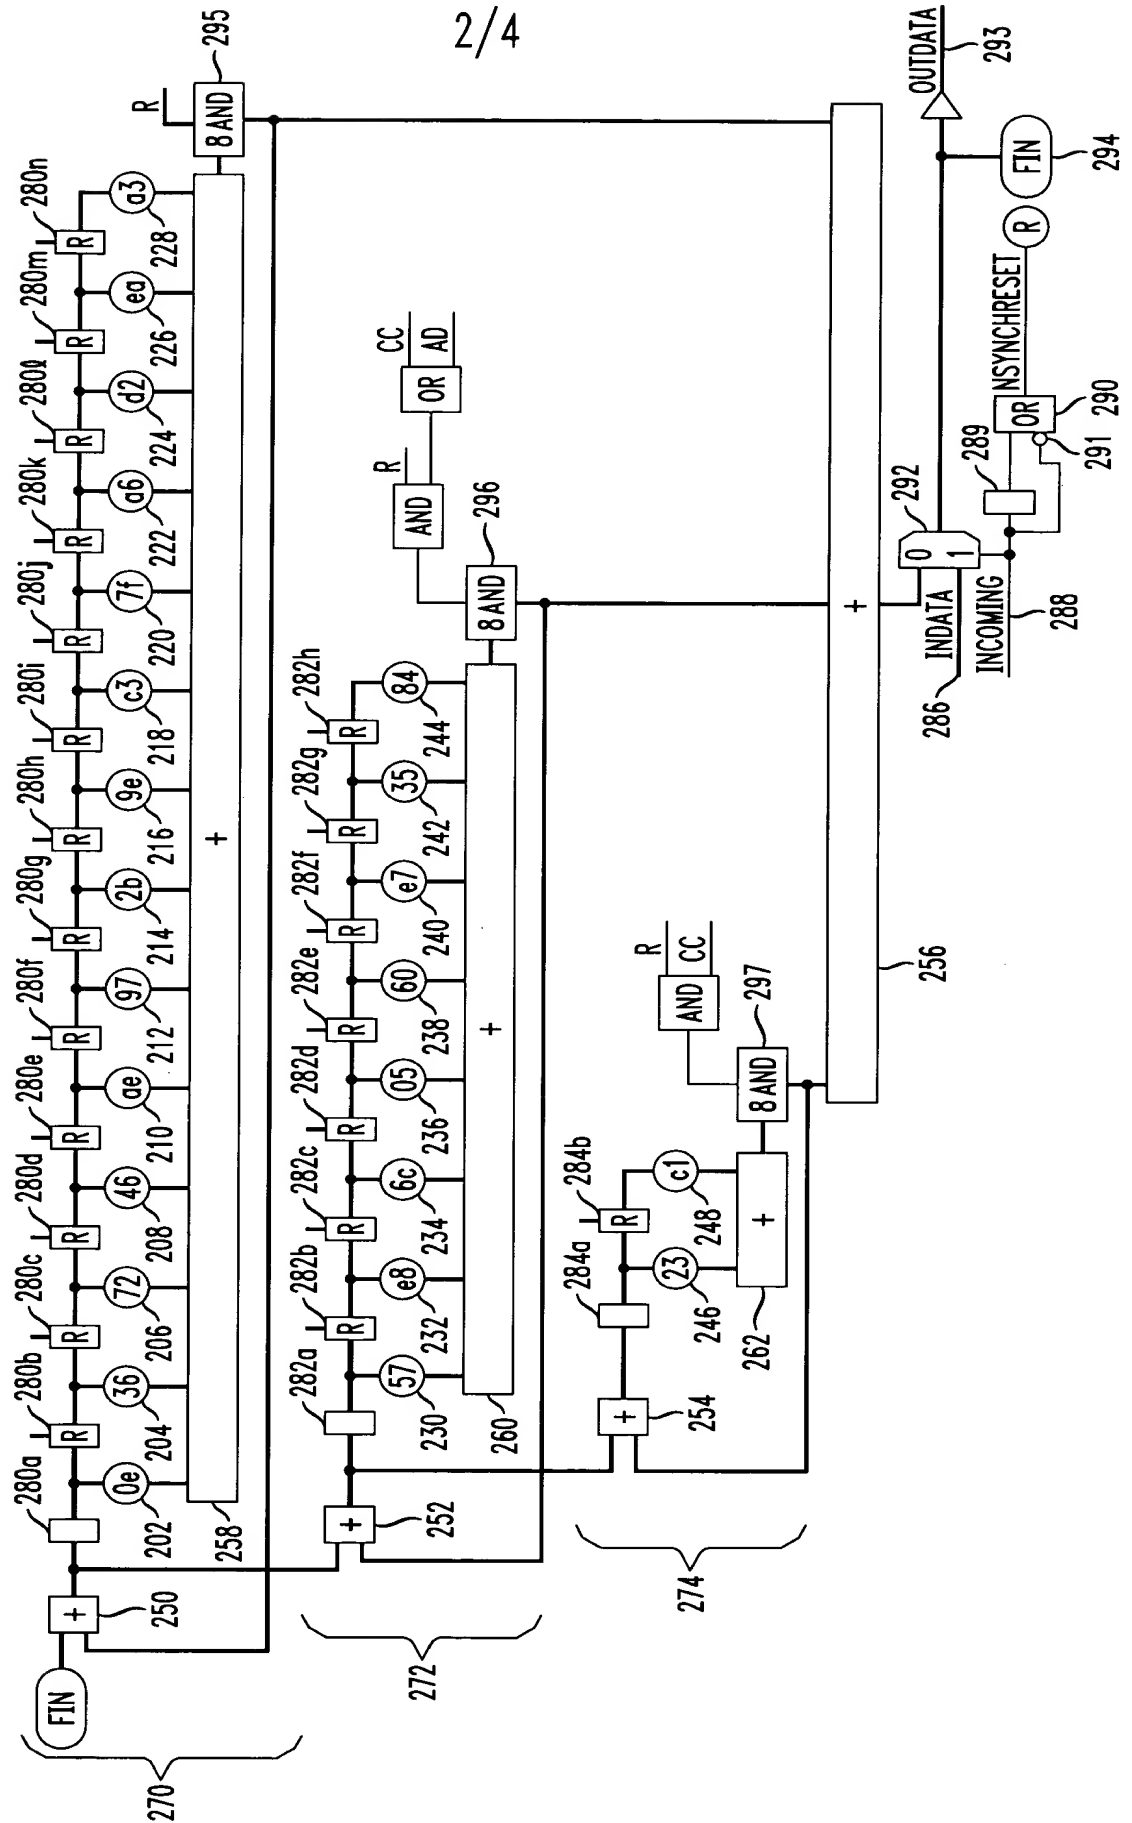 2/4
FIN
270
+
250
280a
280b
280c
280d
280e
280f
280g
280h
280i
280j
280k
280l
280m
280n
R
R
R
R
R
R
R
R
R
R
R
R
R
0e
36
72
46
ae
97
2b
9e
c3
7f
a6
d2
ea
a3
202
204
206
208
210
212
214
216
218
220
222
224
226
228
+
258
R
8 AND
295
272
+
252
282a
282b
282c
282d
282e
282f
282g
282h
R
R
R
R
R
R
R
57
e8
6c
05
60
e7
35
84
230
232
234
236
238
240
242
244
+
260
8 AND
296
AND
R
OR
CC
AD
274
+
254
284a
284b
R
23
c1
246
248
+
262
8 AND
297
AND
R
CC
+
256
INDATA
286
INCOMING
288
0
1
292
289
OR
290
291
NSYNCHRESET
R
FIN
294
OUTDATA
293